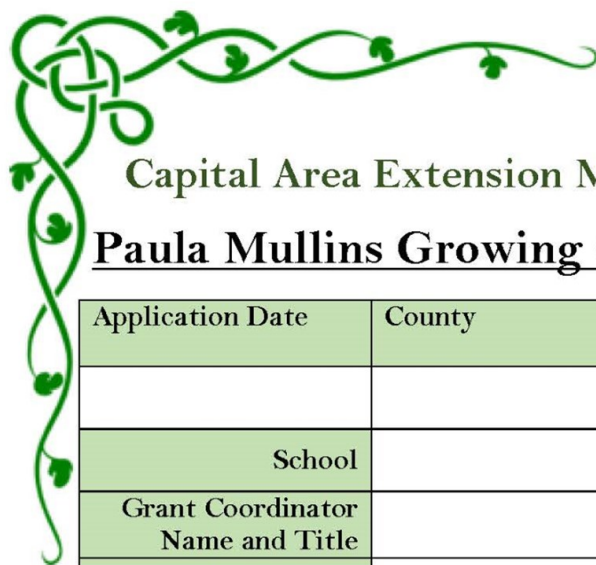 Capital Area Extension M
Paula Mullins Growing
Application Date County
School
Grant Coordinator
Name and Title